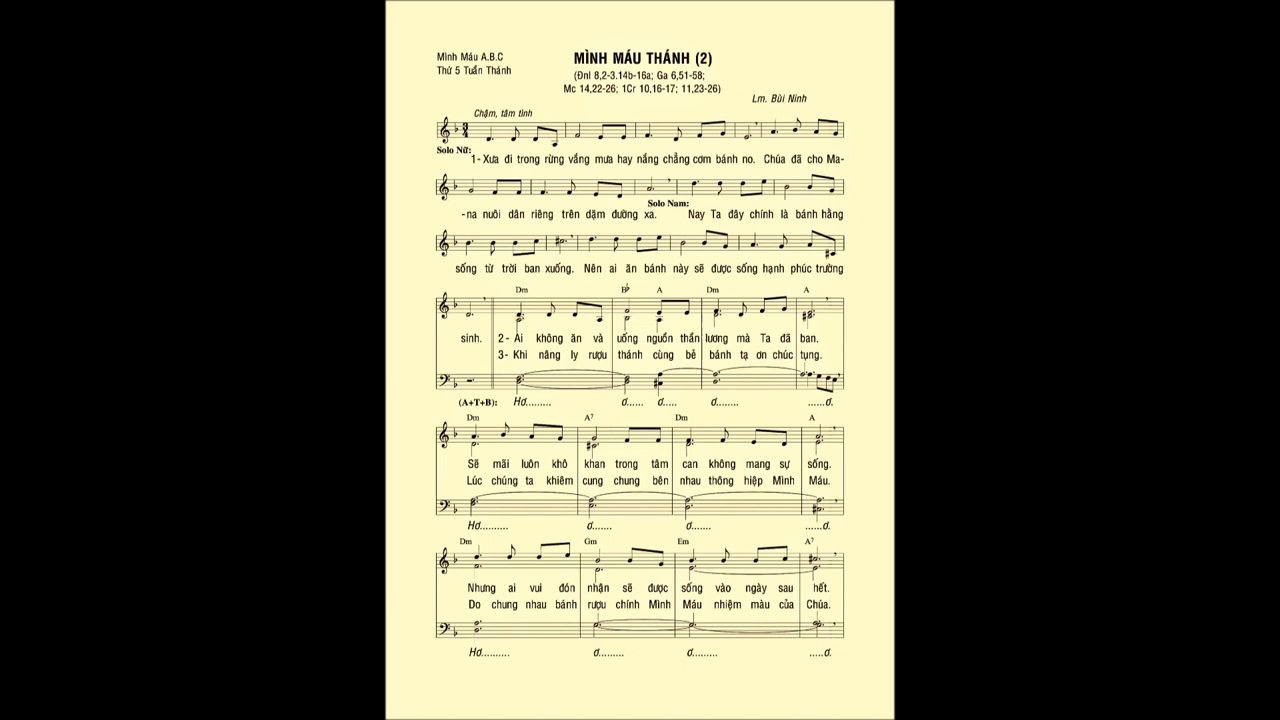 Mình Máu A.B.C
Thứ 5 Tuần Thánh
MÌNH MÁU THÁNH (2)
(Đnl 8,2-3.14b-16a; Ga 6,51-58;
Mc 14,22-26; 1Cr 10,16-17; 11,23-26)
Lm. Bùi Ninh
Chậm, tâm tình
Solo Nữ:
1- Xưa đi trong rừng vắng mưa hay nắng chẳng cơm bánh no. Chúa đã cho Ma-
-na nuôi dân riêng trên dặm đường xa. Nay Ta đây chính là bánh hằng
Solo Nam:
sống từ trời ban xuống. Nên ai ăn bánh này sẽ được sống hạnh phúc trường
Dm B♭ A Dm A
sinh. 2- Ai không ăn và uống nguồn thần lương mà Ta đã ban.
3- Khi nâng ly rượu thánh cùng bẻ bánh tạ ơn chúc tụng.
(A+T+B): Hơ......... ơ...... ơ..... ơ........ ......ơ.
Dm A7 Dm A
Sẽ mãi luôn khô khan trong tâm can không mang sự sống.
Lúc chúng ta khiêm cung chung bên nhau thông hiệp Mình Máu.
Hơ.......... ơ....... ơ....... ......ơ.
Dm Gm Em A7
Nhưng ai vui đón nhận sẽ được sống vào ngày sau hết.
Do chung nhau bánh rượu chính Mình Máu nhiệm màu của Chúa.
Hơ.......... ơ......... ơ......... .....ơ.